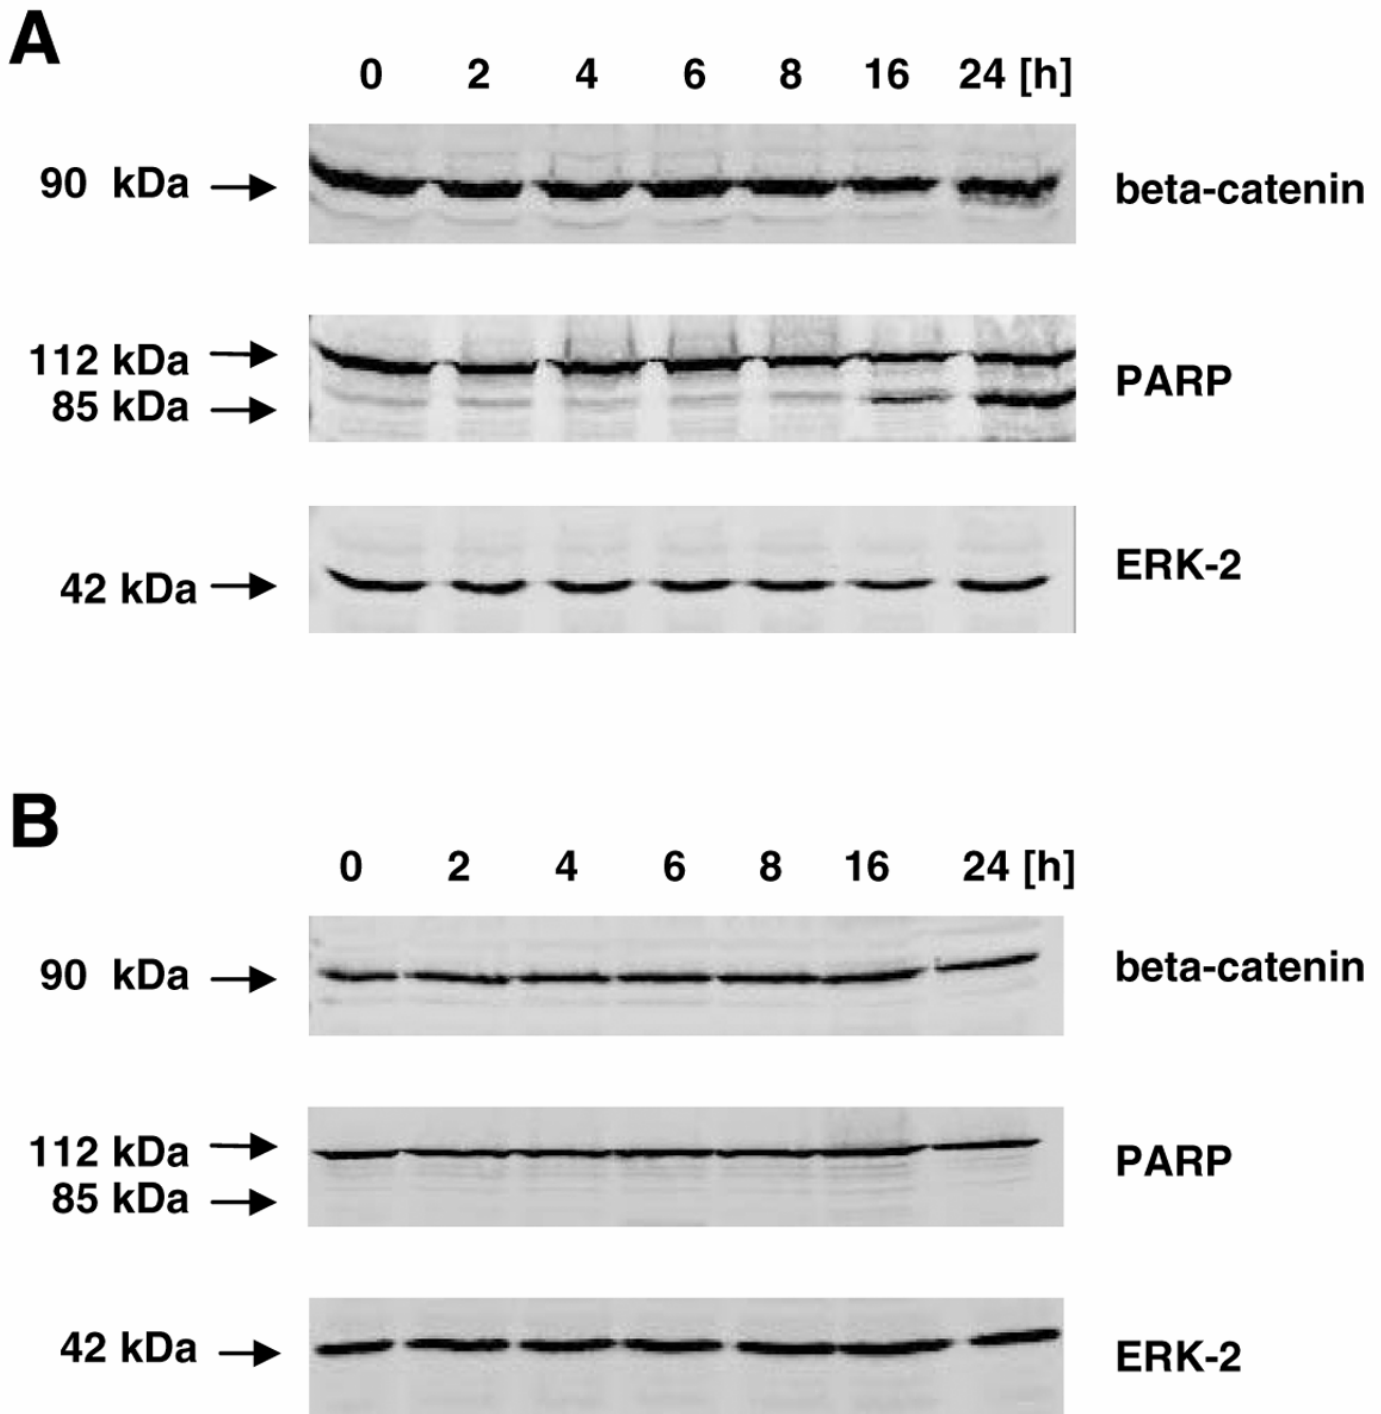 A
0 2 4 6 8 16 24 [h]
90 kDa beta-catenin
112 kDa
85 kDa PARP
42 kDa ERK-2
B
0 2 4 6 8 16 24 [h]
90 kDa beta-catenin
112 kDa
85 kDa PARP
42 kDa ERK-2